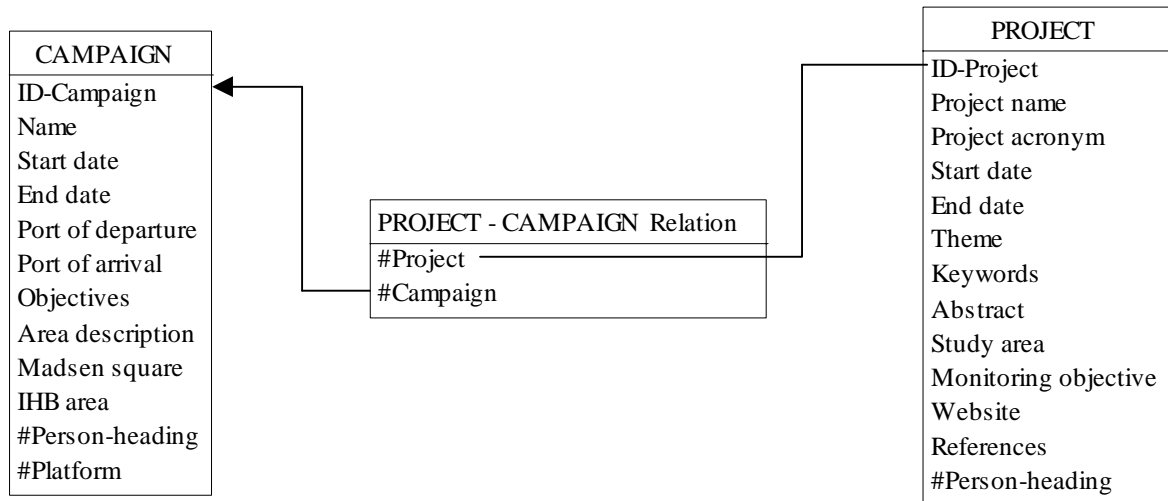 CAMPAIGN
ID-Campaign
Name
Start date
End date
Port of departure
Port of arrival
Objectives
Area description
Madsen square
IHB area
#Person-heading
#Platform
PROJECT - CAMPAIGN Relation
#Project
#Campaign
PROJECT
ID-Project
Project name
Project acronym
Start date
End date
Theme
Keywords
Abstract
Study area
Monitoring objective
Website
References
#Person-heading